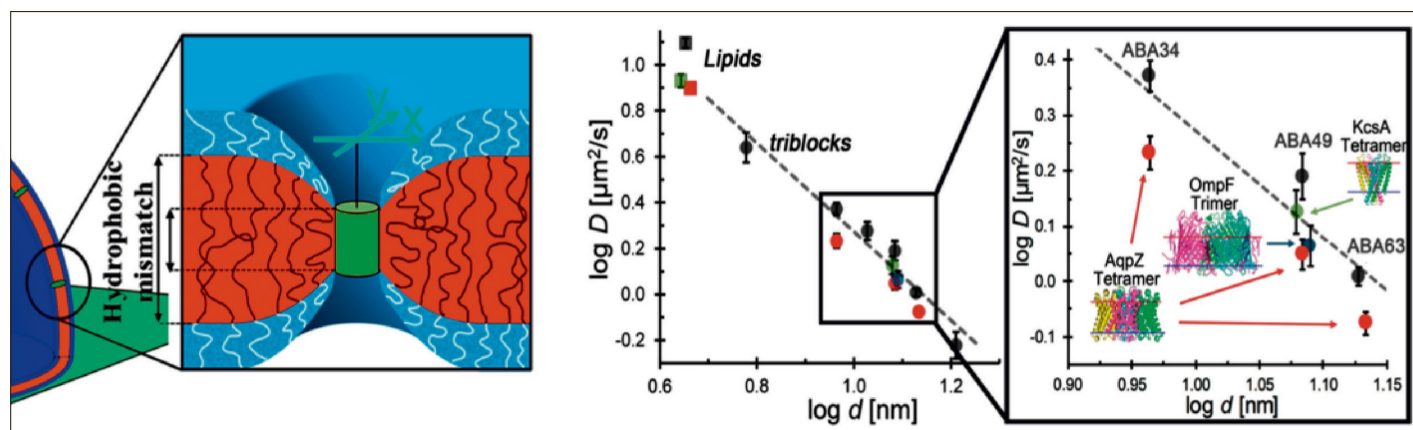 Hydrophobic
mismatch
Y
X
log D [µm²/s]
1.0
0.8
0.6
0.4
0.2
0.0
-0.2
Lipids
triblocks
0.6
0.8
1.0
1.2
log d [nm]
log D [µm²/s]
0.4
0.3
0.2
0.1
0.0
-0.1
ABA34
ABA49
KcsA
Tetramer
OmpF
Trimer
ABA63
AqpZ
Tetramer
0.90
0.95
1.00
1.05
1.10
1.15
log d [nm]